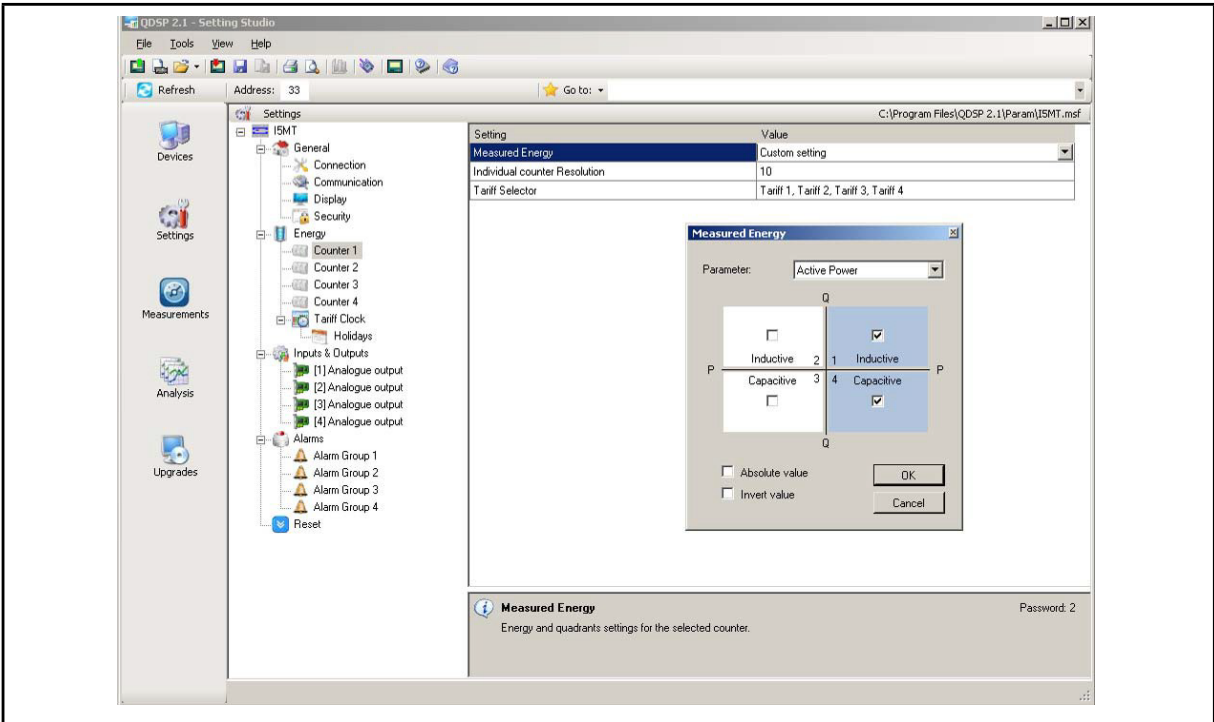 QDSP 2.1 - Setting Studio
File Tools View Help
Refresh Address: 33 Go to:
Settings C:\Program Files\QDSP 2.1\Param\I5MT.msf
Devices
Settings
Measurements
Analysis
Upgrades
I5MT
General
Connection
Communication
Display
Security
Energy
Counter 1
Counter 2
Counter 3
Counter 4
Tariff Clock
Holidays
Inputs & Outputs
[1] Analogue output
[2] Analogue output
[3] Analogue output
[4] Analogue output
Alarms
Alarm Group 1
Alarm Group 2
Alarm Group 3
Alarm Group 4
Reset
Setting Value
Measured Energy Custom setting
Individual counter Resolution 10
Tariff Selector Tariff 1, Tariff 2, Tariff 3, Tariff 4
Measured Energy
Parameter: Active Power
Q
Inductive 2 1 Inductive
P P
Capacitive 3 4 Capacitive
Q
Absolute value OK
Invert value Cancel
Measured Energy Password: 2
Energy and quadrants settings for the selected counter.